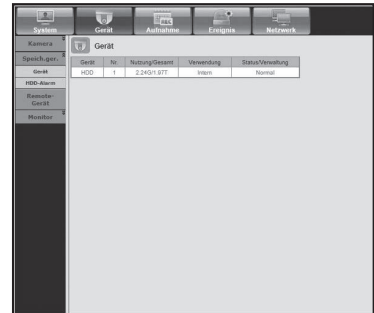 System Gerät Aufnahme Ereignis Netzwerk
Kamera
Gerät
Speich.ger.
Gerät Nr. Nutzung/Gesamt Verwendung Status/Verwaltung
Gerät
HDD 1 2.24G/1.97T Intern Normal
HDD-Alarm
Remote-
Gerät
Monitor